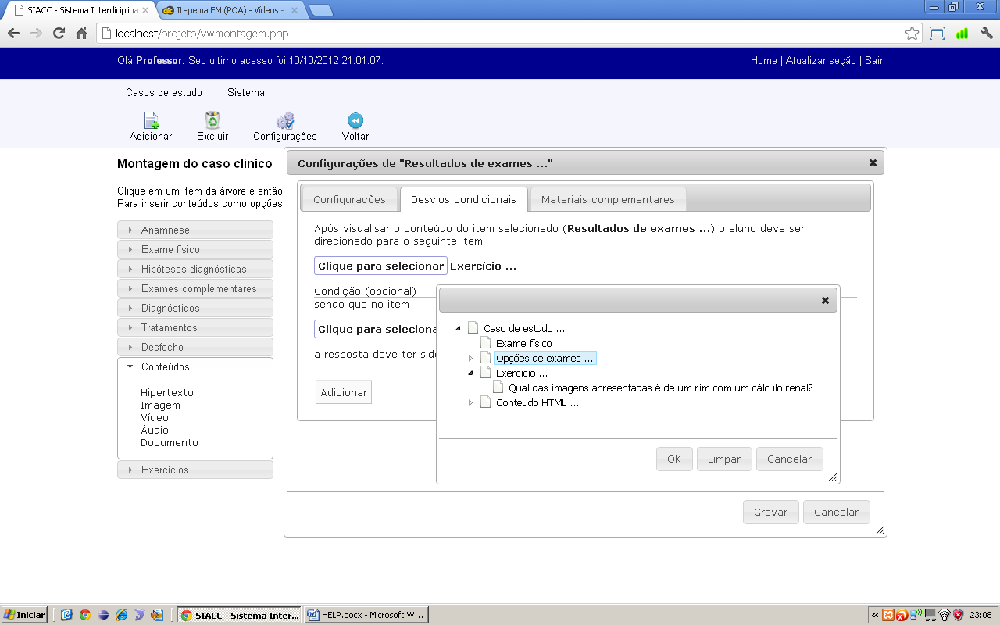 SIACC - Sistema Interdiciplina
Itapema FM (POA) - Vídeos -
localhost/projeto/vwmontagem.php
Olá Professor. Seu ultimo acesso foi 10/10/2012 21:01:07.
Home | Atualizar seção | Sair
Casos de estudo
Sistema
Adicionar
Excluir
Configurações
Voltar
Montagem do caso clínico
Clique em um item da árvore e então
Para inserir conteúdos como opções
Anamnese
Exame físico
Hipóteses diagnósticas
Exames complementares
Diagnósticos
Tratamentos
Desfecho
Conteúdos
Hipertexto
Imagem
Vídeo
Áudio
Documento
Exercícios
Configurações de "Resultados de exames ..."
Configurações
Desvios condicionais
Materiais complementares
Após visualisar o conteúdo do item selecionado (Resultados de exames ...) o aluno deve ser
direcionado para o seguinte item
Clique para selecionar Exercício ...
Condição (opcional)
sendo que no item
Clique para seleciona
a resposta deve ter sido
Adicionar
Caso de estudo ...
Exame físico
Opções de exames ...
Exercício ...
Qual das imagens apresentadas é de um rim com um cálculo renal?
Conteudo HTML ...
OK
Limpar
Cancelar
Gravar
Cancelar
Iniciar
SIACC - Sistema Inter...
HELP.docx - Microsoft W...
23:08